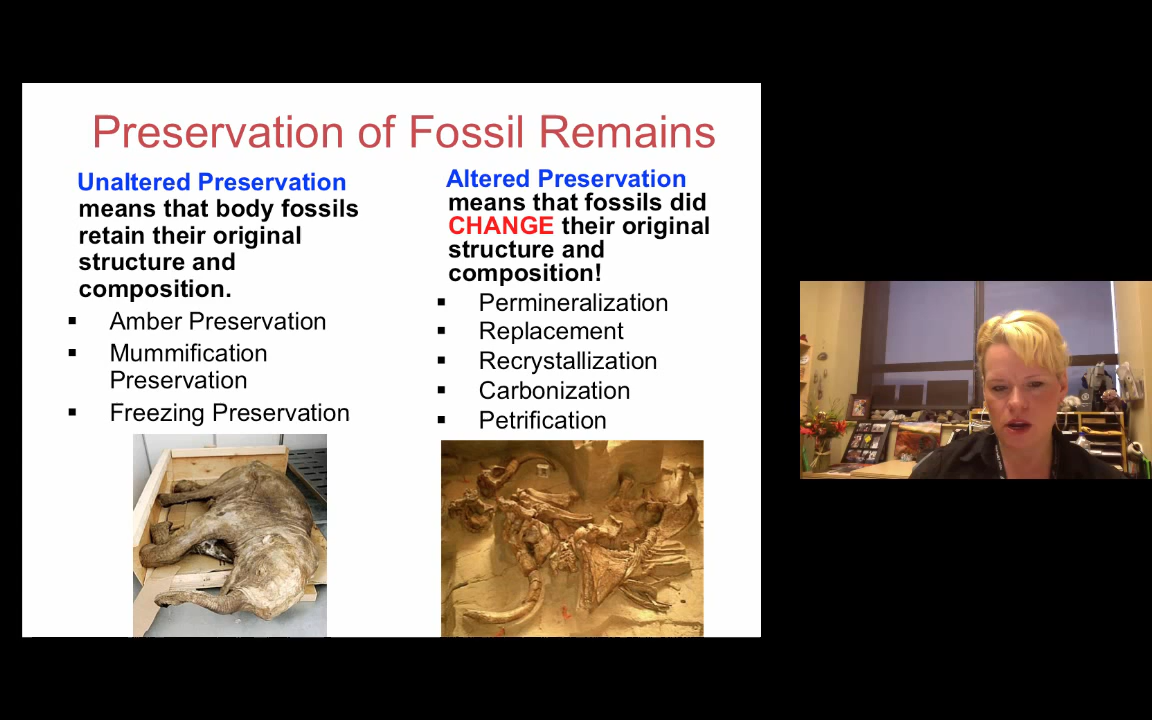 Preservation of Fossil Remains
Unaltered Preservation
means that body fossils
retain their original
structure and
composition.
▪ Amber Preservation
▪ Mummification
Preservation
▪ Freezing Preservation
Altered Preservation
means that fossils did
CHANGE their original
structure and
composition!
▪ Permineralization
▪ Replacement
▪ Recrystallization
▪ Carbonization
▪ Petrification